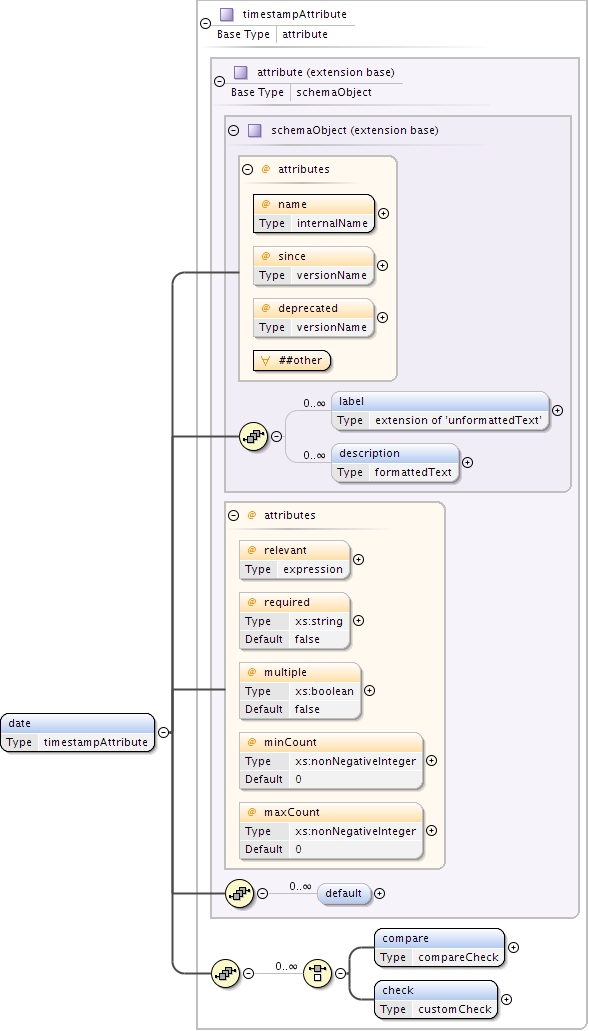 timestampAttribute
Base Type attribute
attribute (extension base)
Base Type schemaObject
schemaObject (extension base)
@ attributes
@ name
Type internalName
@ since
Type versionName
@ deprecated
Type versionName
##other
0..∞
label
Type extension of 'unformattedText'
0..∞
description
Type formattedText
@ attributes
@ relevant
Type expression
@ required
Type xs:string
Default false
@ multiple
Type xs:boolean
Default false
date
Type timestampAttribute
@ minCount
Type xs:nonNegativeInteger
Default 0
@ maxCount
Type xs:nonNegativeInteger
Default 0
0..∞
default
0..∞
compare
Type compareCheck
check
Type customCheck